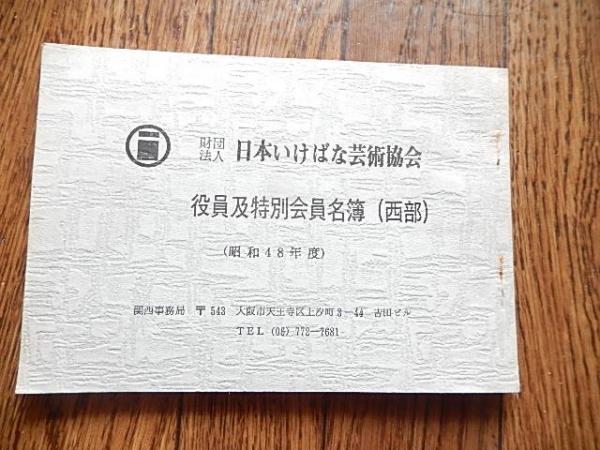 財団法人 日本いけばな芸術協会
役員及特別会員名簿 (西部)
(昭和48年度)
関西事務局 〒543 大阪市天王寺区上汐町3-44 吉田ビル
TEL (06) 772-7681